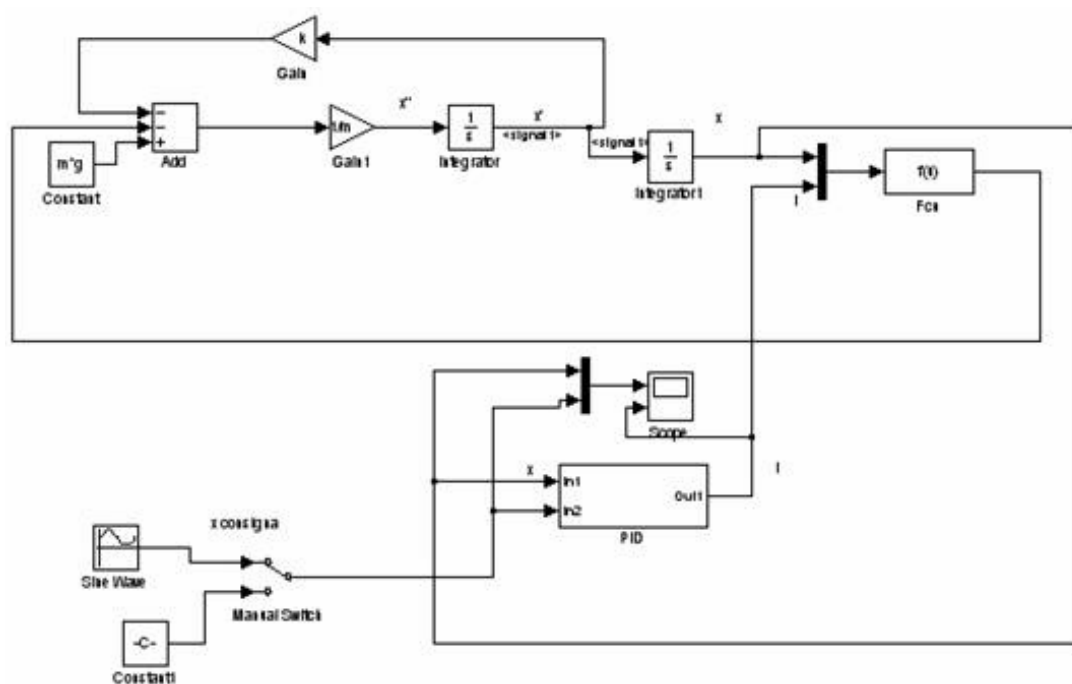 k
Gain
x''
x'
x
−
−
+
Add
1/m
Gain1
1
s
Integrator
<signal1>
<signal1>
1
s
Integrator1
m*g
Constant
I
f(u)
Fcn
Scope
x
I
In1
In2
Out1
PID
x consigna
Sine Wave
Manual Switch
-C-
Constant1